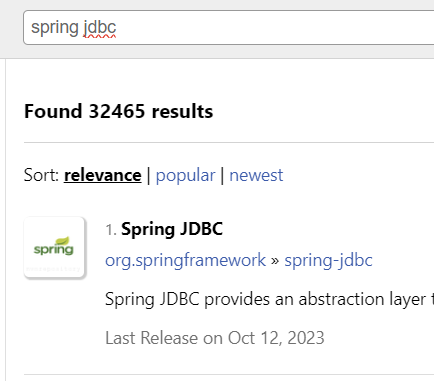 spring jdbc
Found 32465 results
Sort: relevance | popular | newest
spring
1. Spring JDBC
org.springframework » spring-jdbc
Spring JDBC provides an abstraction layer
Last Release on Oct 12, 2023